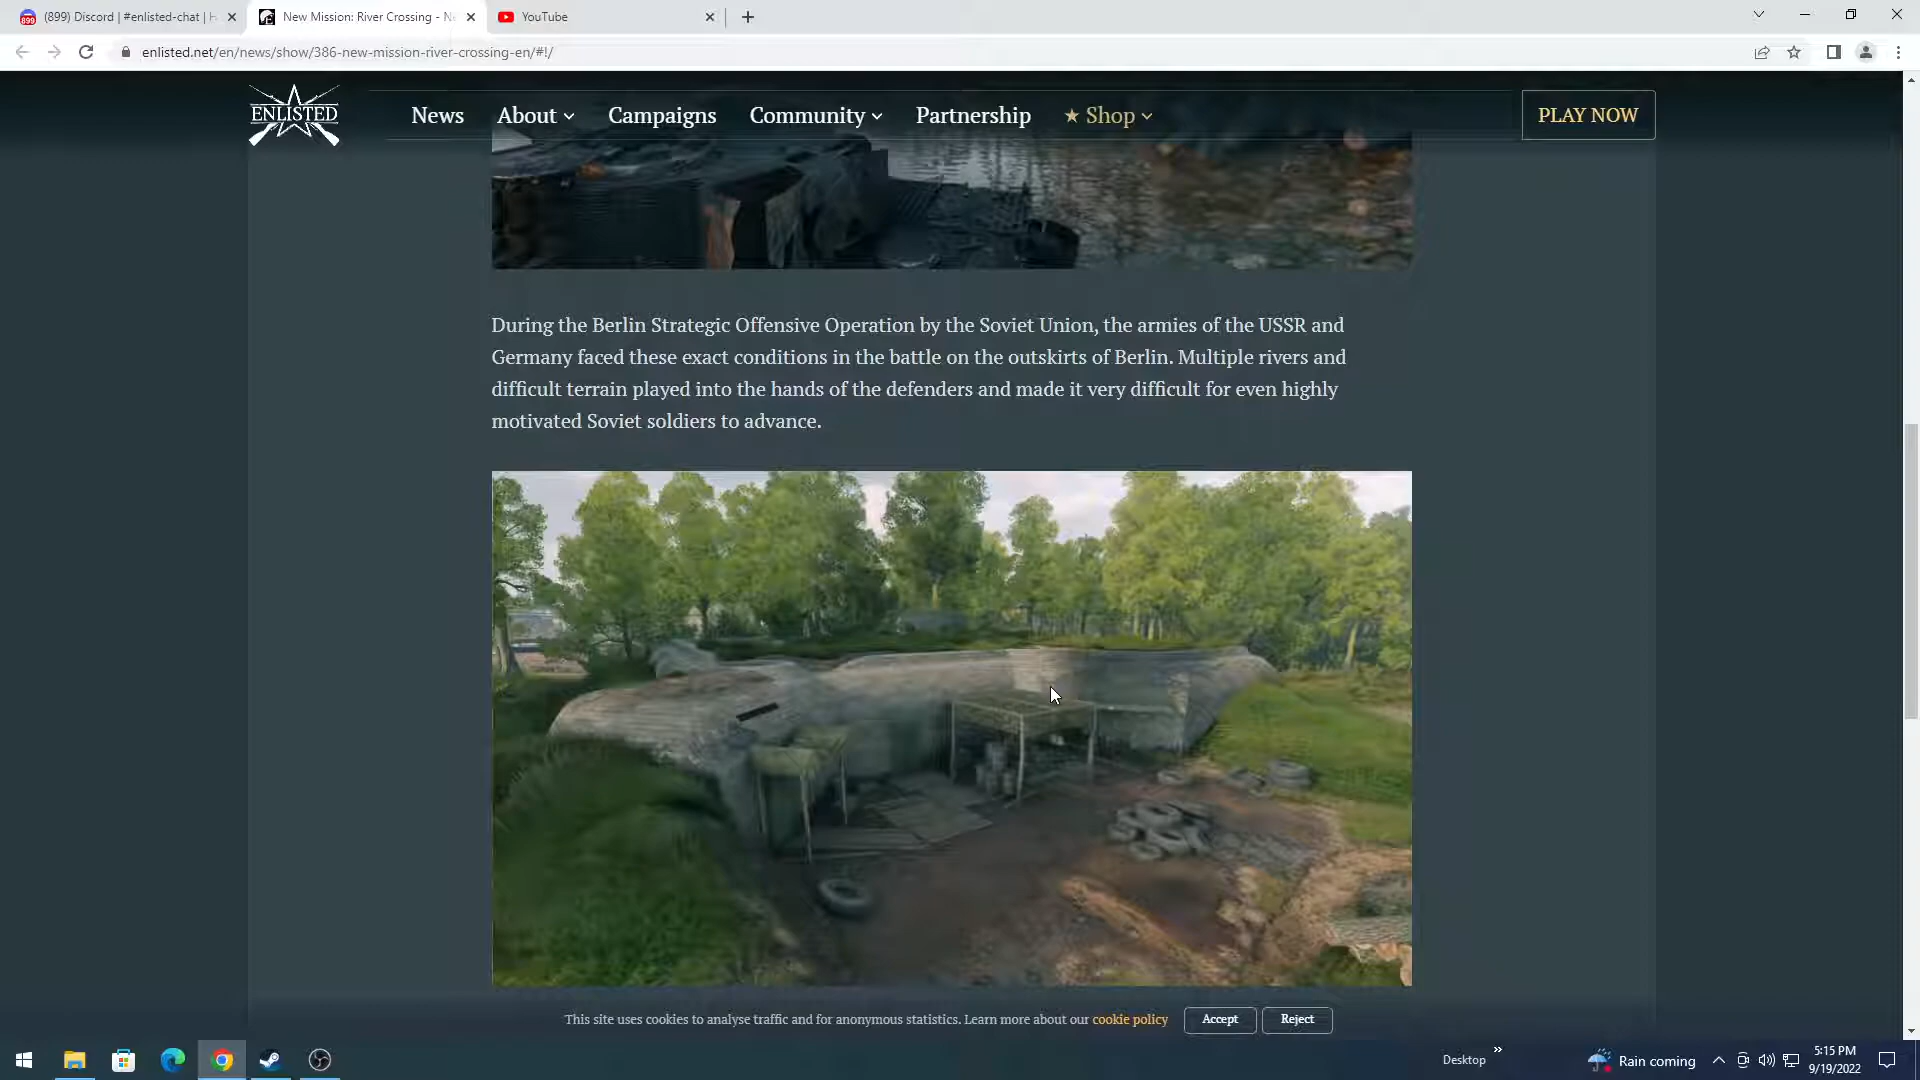 (899) Discord | #enlisted-chat |
New Mission: River Crossing - Ne
YouTube
enlisted.net/en/news/show/386-new-mission-river-crossing-en/#!/
ENLISTED
News
About
Campaigns
Community
Partnership
★ Shop
PLAY NOW
During the Berlin Strategic Offensive Operation by the Soviet Union, the armies of the USSR and
Germany faced these exact conditions in the battle on the outskirts of Berlin. Multiple rivers and
difficult terrain played into the hands of the defenders and made it very difficult for even highly
motivated Soviet soldiers to advance.
This site uses cookies to analyse traffic and for anonymous statistics. Learn more about our cookie policy
Accept
Reject
Desktop
»
Rain coming
5:15 PM
9/19/2022